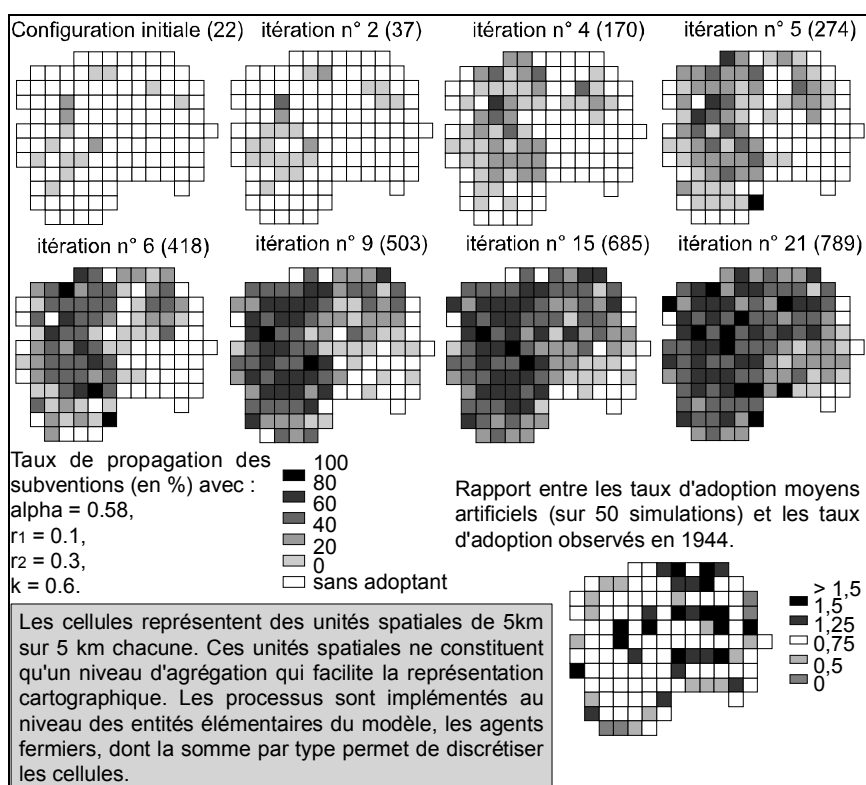 Configuration initiale (22) itération n° 2 (37) itération n° 4 (170) itération n° 5 (274)
itération n° 6 (418) itération n° 9 (503) itération n° 15 (685) itération n° 21 (789)
Taux de propagation des
subventions (en %) avec :
alpha = 0.58,
r1 = 0.1,
r2 = 0.3,
k = 0.6.
100
80
60
40
20
0
sans adoptant
Rapport entre les taux d'adoption moyens
artificiels (sur 50 simulations) et les taux
d'adoption observés en 1944.
> 1,5
1,5
1,25
0,75
0,5
0
Les cellules représentent des unités spatiales de 5km
sur 5 km chacune. Ces unités spatiales ne constituent
qu'un niveau d'agrégation qui facilite la représentation
cartographique. Les processus sont implémentés au
niveau des entités élémentaires du modèle, les agents
fermiers, dont la somme par type permet de discrétiser
les cellules.